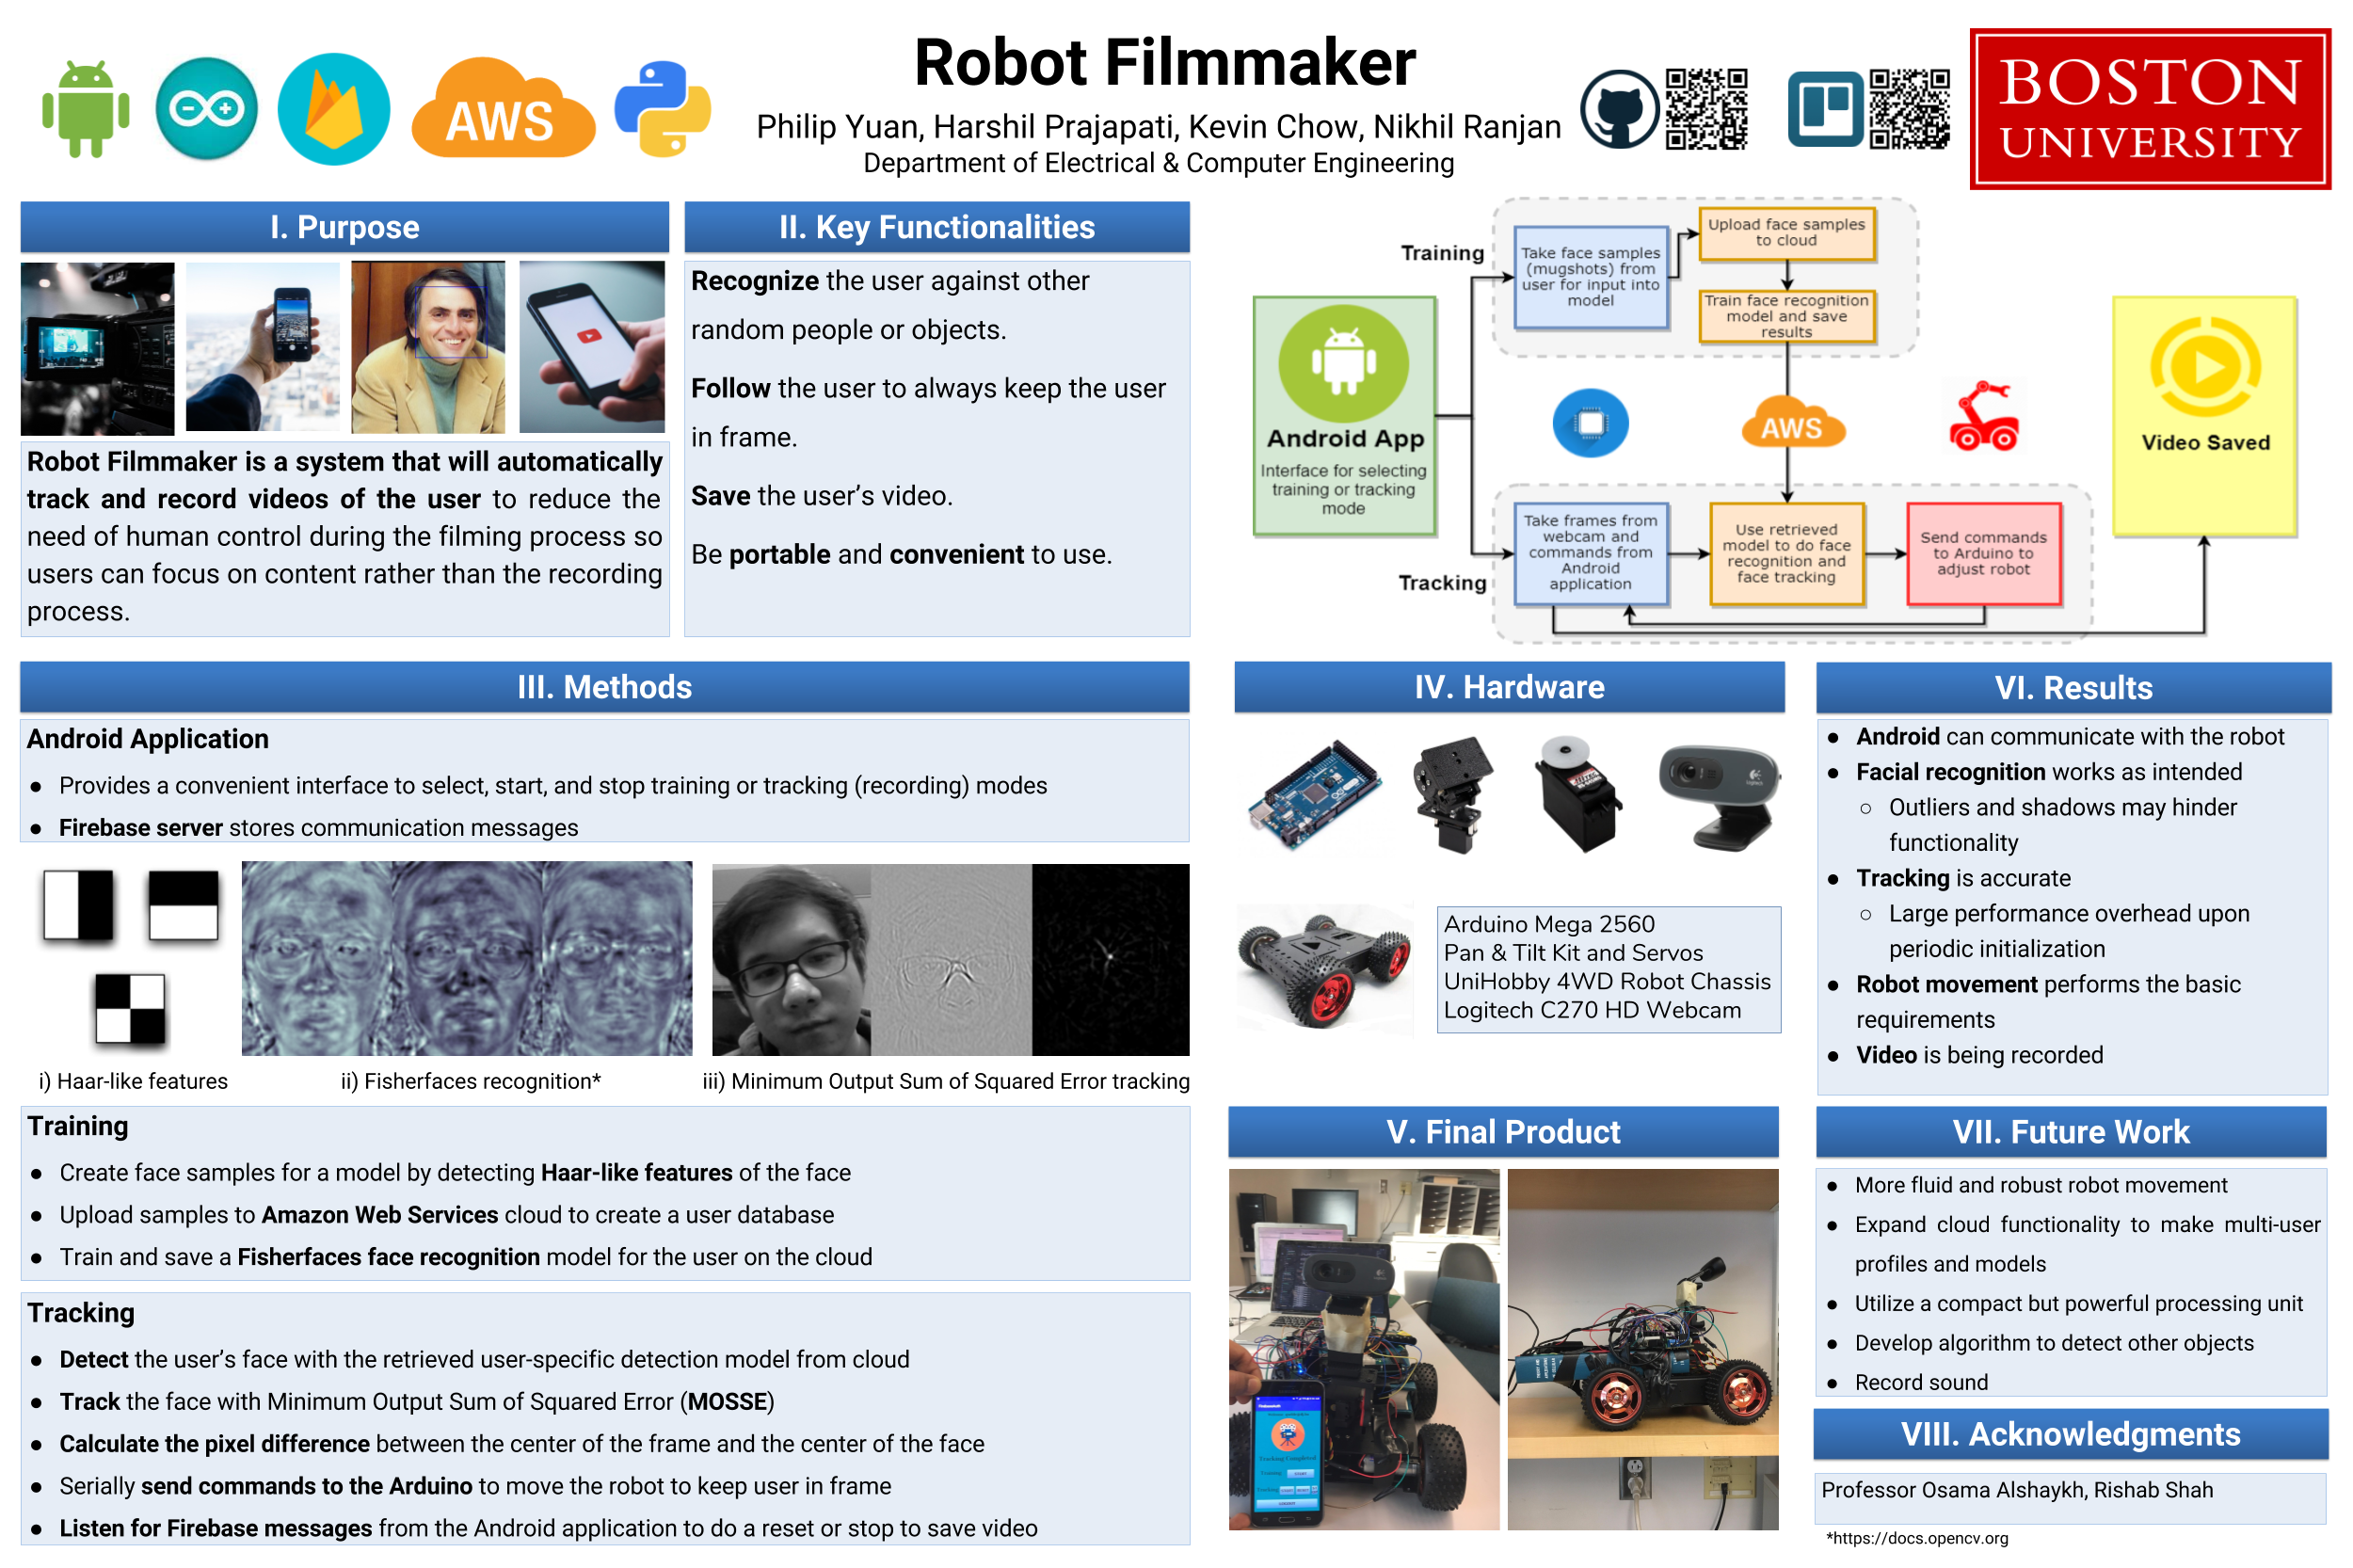 Robot Filmmaker
Philip Yuan, Harshil Prajapati, Kevin Chow, Nikhil Ranjan
Department of Electrical & Computer Engineering
AWS
BOSTON
UNIVERSITY
I. Purpose
Robot Filmmaker is a system that will automatically
track and record videos of the user to reduce the
need of human control during the filming process so
users can focus on content rather than the recording
process.
II. Key Functionalities
Recognize the user against other
random people or objects.
Follow the user to always keep the user
in frame.
Save the user's video.
Be portable and convenient to use.
Training
Take face samples
(mugshots) from
user for input into
model
Upload face samples
to cloud
Train face recognition
model and save
results
Android App
Interface for selecting
training or tracking
mode
AWS
Video Saved
Tracking
Take frames from
webcam and
commands from
Android
application
Use retrieved
model to do face
recognition and
face tracking
Send commands
to Arduino to
adjust robot
III. Methods
Android Application
● Provides a convenient interface to select, start, and stop training or tracking (recording) modes
● Firebase server stores communication messages
i) Haar-like features
ii) Fisherfaces recognition*
iii) Minimum Output Sum of Squared Error tracking
Training
● Create face samples for a model by detecting Haar-like features of the face
● Upload samples to Amazon Web Services cloud to create a user database
● Train and save a Fisherfaces face recognition model for the user on the cloud
Tracking
● Detect the user's face with the retrieved user-specific detection model from cloud
● Track the face with Minimum Output Sum of Squared Error (MOSSE)
● Calculate the pixel difference between the center of the frame and the center of the face
● Serially send commands to the Arduino to move the robot to keep user in frame
● Listen for Firebase messages from the Android application to do a reset or stop to save video
IV. Hardware
Arduino Mega 2560
Pan & Tilt Kit and Servos
UniHobby 4WD Robot Chassis
Logitech C270 HD Webcam
V. Final Product
Tracking Completed
VI. Results
● Android can communicate with the robot
● Facial recognition works as intended
○ Outliers and shadows may hinder
functionality
● Tracking is accurate
○ Large performance overhead upon
periodic initialization
● Robot movement performs the basic
requirements
● Video is being recorded
VII. Future Work
● More fluid and robust robot movement
● Expand cloud functionality to make multi-user
profiles and models
● Utilize a compact but powerful processing unit
● Develop algorithm to detect other objects
● Record sound
VIII. Acknowledgments
Professor Osama Alshaykh, Rishab Shah
*https://docs.opencv.org